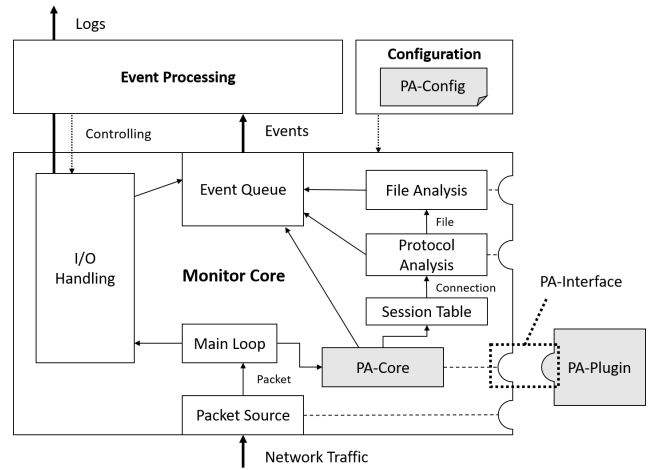 Logs
Event Processing
Configuration
PA-Config
Controlling
Events
Event Queue
File Analysis
File
I/O
Handling
Protocol
Analysis
Monitor Core
Connection
PA-Interface
Session Table
Main Loop
PA-Core
PA-Plugin
Packet
Packet Source
Network Traffic